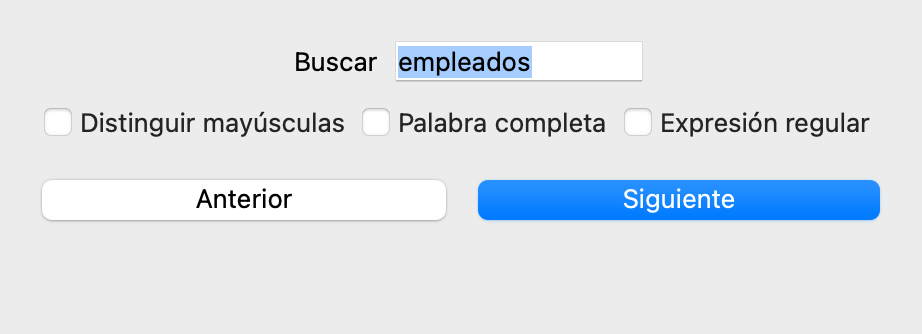 Buscar empleados
Distinguir mayúsculas Palabra completa Expresión regular
Anterior Siguiente